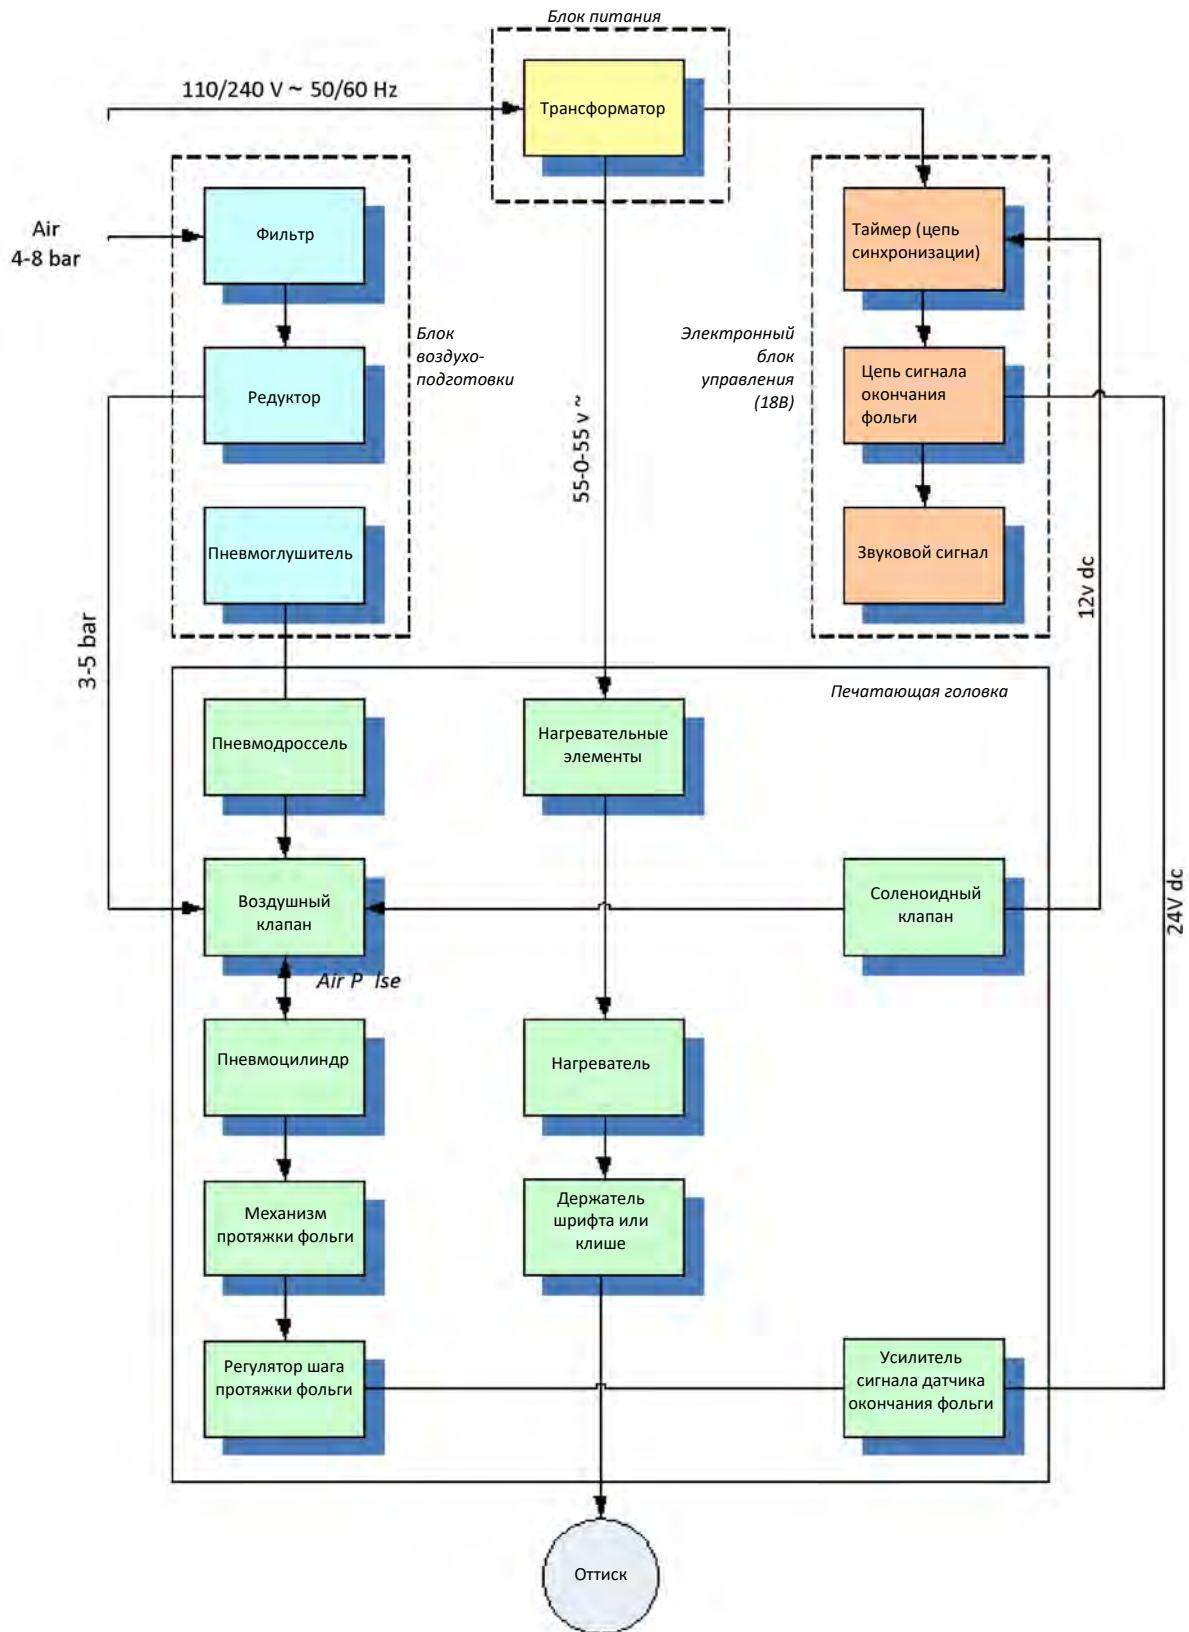 Блок питания
110/240 V ~ 50/60 Hz
Трансформатор
Air
4-8 bar
Фильтр
Таймер (цепь
синхронизации)
Блок
воздухо-
подготовки
Электронный
блок
управления
(18В)
Редуктор
Цепь сигнала
окончания
фольги
55-0-55 v ~
Пневмоглушитель
Звуковой сигнал
12v dc
3-5 bar
Печатающая головка
Пневмодроссель
Нагревательные
элементы
Воздушный
клапан
Соленоидный
клапан
24V dc
Air P lse
Пневмоцилиндр
Нагреватель
Механизм
протяжки фольги
Держатель
шрифта или
клише
Регулятор шага
протяжки фольги
Усилитель
сигнала датчика
окончания фольги
Оттиск